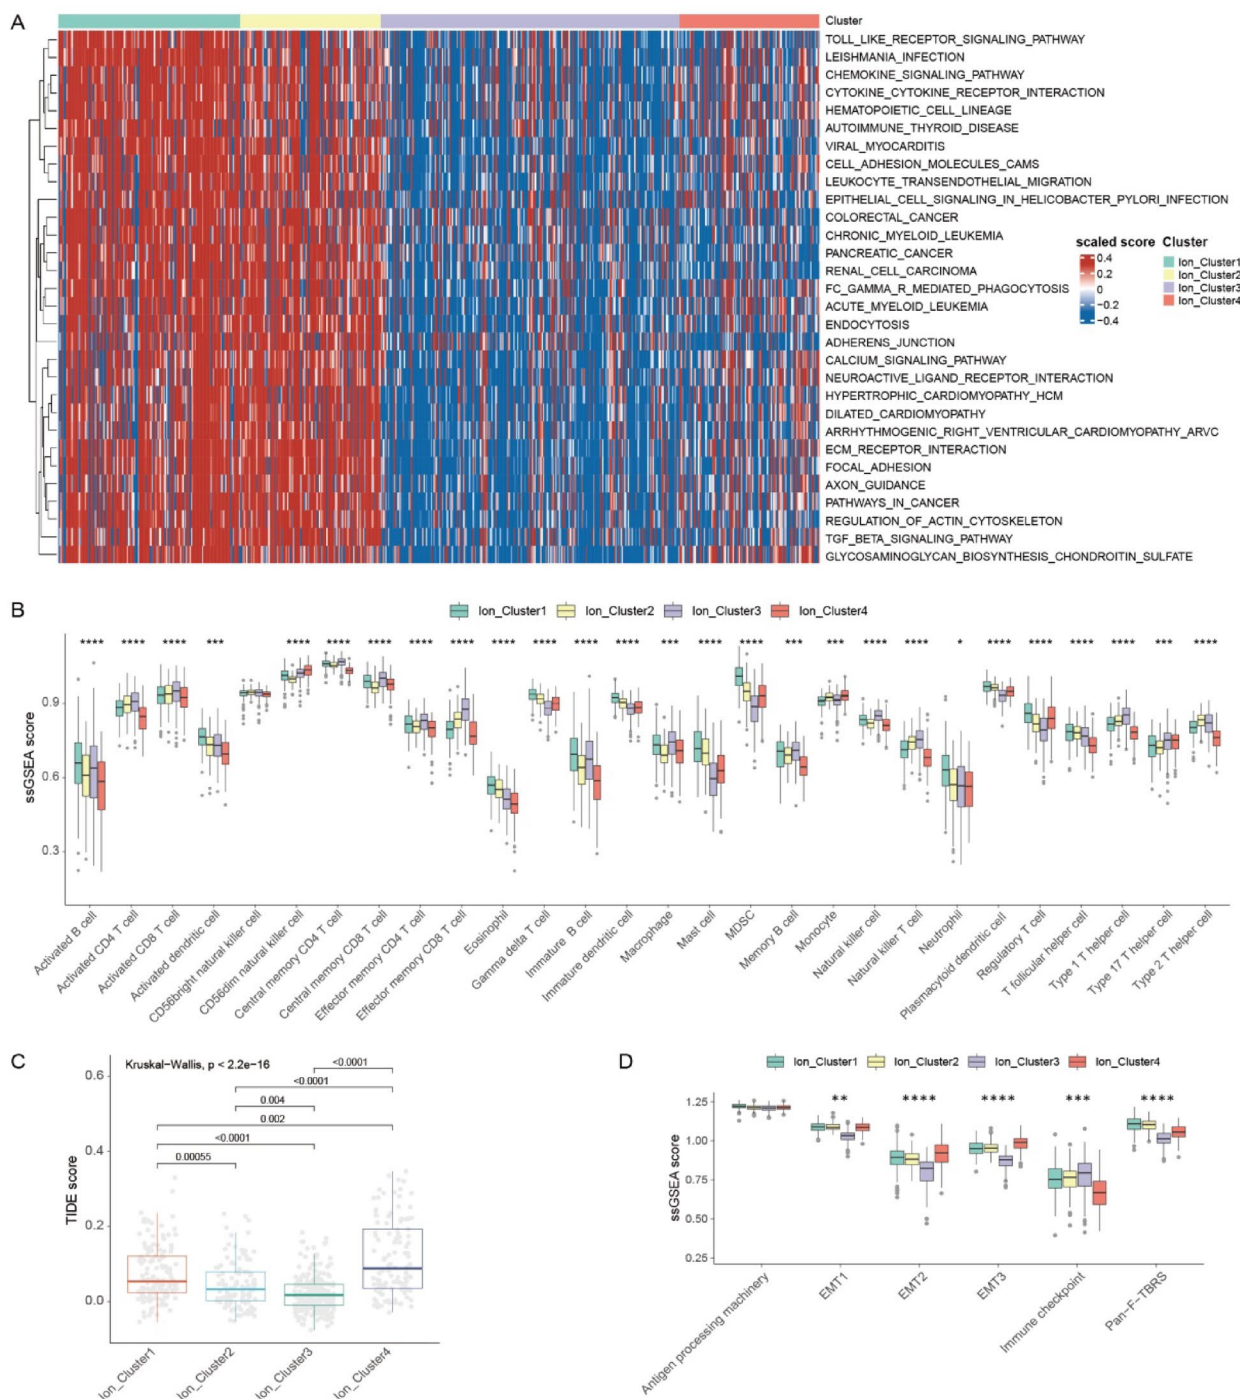 A
Cluster
TOLL_LIKE_RECEPTOR_SIGNALING_PATHWAY
LEISHMANIA_INFECTION
CHEMOKINE_SIGNALING_PATHWAY
CYTOKINE_CYTOKINE_RECEPTOR_INTERACTION
HEMATOPOIETIC_CELL_LINEAGE
AUTOIMMUNE_THYROID_DISEASE
VIRAL_MYOCARDITIS
CELL_ADHESION_MOLECULES_CAMS
LEUKOCYTE_TRANSENDOTHELIAL_MIGRATION
EPITHELIAL_CELL_SIGNALING_IN_HELICOBACTER_PYLORI_INFECTION
COLORECTAL_CANCER
CHRONIC_MYELOID_LEUKEMIA
PANCREATIC_CANCER
RENAL_CELL_CARCINOMA
FC_GAMMA_R_MEDIATED_PHAGOCYTOSIS
ACUTE_MYELOID_LEUKEMIA
ENDOCYTOSIS
ADHERENS_JUNCTION
CALCIUM_SIGNALING_PATHWAY
NEUROACTIVE_LIGAND_RECEPTOR_INTERACTION
HYPERTROPHIC_CARDIOMYOPATHY_HCM
DILATED_CARDIOMYOPATHY
ARRHYTHMOGENIC_RIGHT_VENTRICULAR_CARDIOMYOPATHY_ARVC
ECM_RECEPTOR_INTERACTION
FOCAL_ADHESION
AXON_GUIDANCE
PATHWAYS_IN_CANCER
REGULATION_OF_ACTIN_CYTOSKELETON
TGF_BETA_SIGNALING_PATHWAY
GLYCOSAMINOGLYCAN_BIOSYNTHESIS_CHONDROITIN_SULFATE
scaled score Cluster
0.4 Ion_Cluster1
0.2 Ion_Cluster2
0 Ion_Cluster3
−0.2 Ion_Cluster4
−0.4
B
Ion_Cluster1 Ion_Cluster2 Ion_Cluster3 Ion_Cluster4
**** **** **** *** **** **** **** **** **** **** **** **** **** *** **** **** *** *** **** **** * **** **** **** **** *** ****
ssGSEA score
0.9
0.6
0.3
Activated B cell
Activated CD4 T cell
Activated CD8 T cell
Activated dendritic cell
CD56bright natural killer cell
CD56dim natural killer cell
Central memory CD4 T cell
Central memory CD8 T cell
Effector memory CD4 T cell
Effector memory CD8 T cell
Eosinophil
Gamma delta T cell
Immature B cell
Immature dendritic cell
Macrophage
Mast cell
MDSC
Memory B cell
Monocyte
Natural killer cell
Natural killer T cell
Neutrophil
Plasmacytoid dendritic cell
Regulatory T cell
T follicular helper cell
Type 1 T helper cell
Type 17 T helper cell
Type 2 T helper cell
C
Kruskal−Wallis, p < 2.2e−16
<0.0001
<0.0001
0.004
0.002
<0.0001
0.00055
TIDE score
0.6
0.4
0.2
0.0
Ion_Cluster1
Ion_Cluster2
Ion_Cluster3
Ion_Cluster4
D
Ion_Cluster1 Ion_Cluster2 Ion_Cluster3 Ion_Cluster4
** **** **** *** ****
ssGSEA score
1.25
1.00
0.75
0.50
0.25
Antigen processing machinery
EMT1
EMT2
EMT3
Immune checkpoint
Pan−F−TBRS